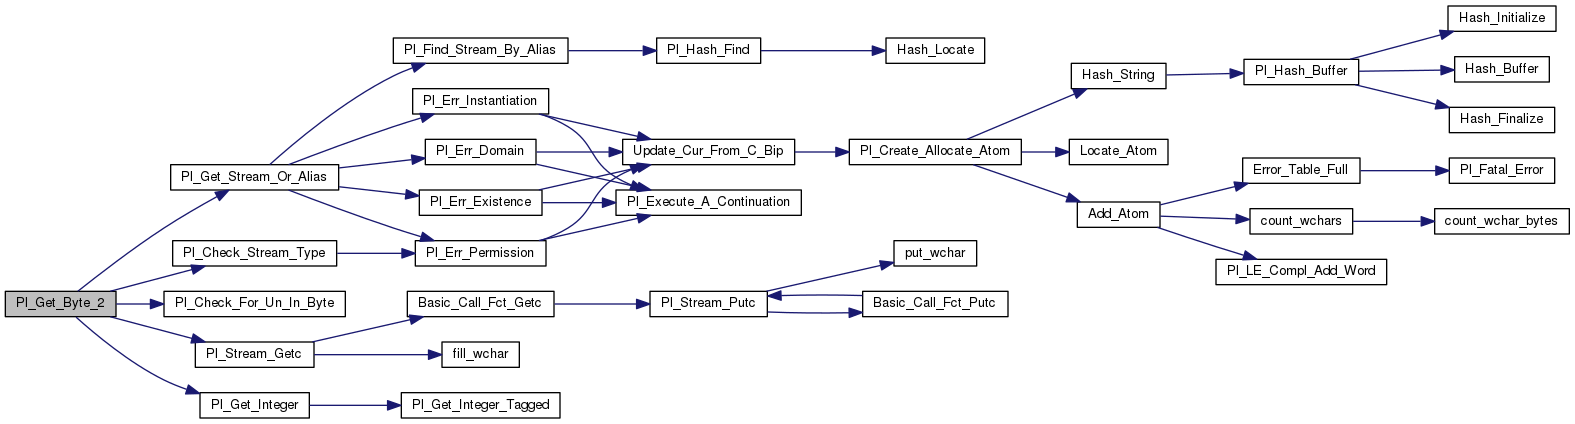 Hash_Initialize
Pl_Find_Stream_By_Alias
Pl_Hash_Find
Hash_Locate
Hash_String
Pl_Hash_Buffer
Hash_Buffer
Pl_Err_Instantiation
Hash_Finalize
Pl_Err_Domain
Update_Cur_From_C_Bip
Pl_Create_Allocate_Atom
Locate_Atom
Pl_Get_Stream_Or_Alias
Error_Table_Full
Pl_Fatal_Error
Pl_Err_Existence
Pl_Execute_A_Continuation
Add_Atom
count_wchars
count_wchar_bytes
Pl_Check_Stream_Type
Pl_Err_Permission
put_wchar
Pl_LE_Compl_Add_Word
Pl_Get_Byte_2
Pl_Check_For_Un_In_Byte
Basic_Call_Fct_Getc
Pl_Stream_Putc
Basic_Call_Fct_Putc
Pl_Stream_Getc
fill_wchar
Pl_Get_Integer
Pl_Get_Integer_Tagged